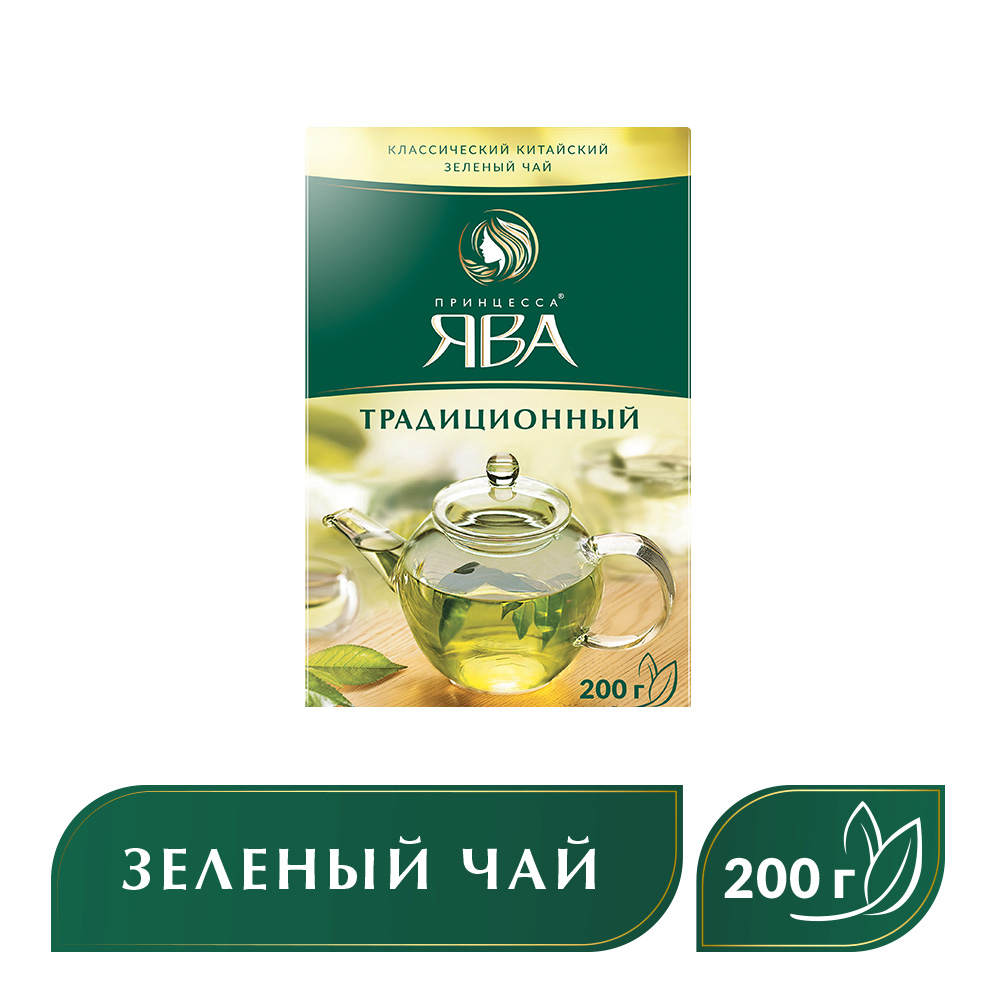 КЛАССИЧЕСКИЙ КИТАЙСКИЙ
ЗЕЛЕНЫЙ ЧАЙ
ПРИНЦЕССА®
ЯВА
ТРАДИЦИОННЫЙ
200 г
ЗЕЛЕНЫЙ ЧАЙ
200 г